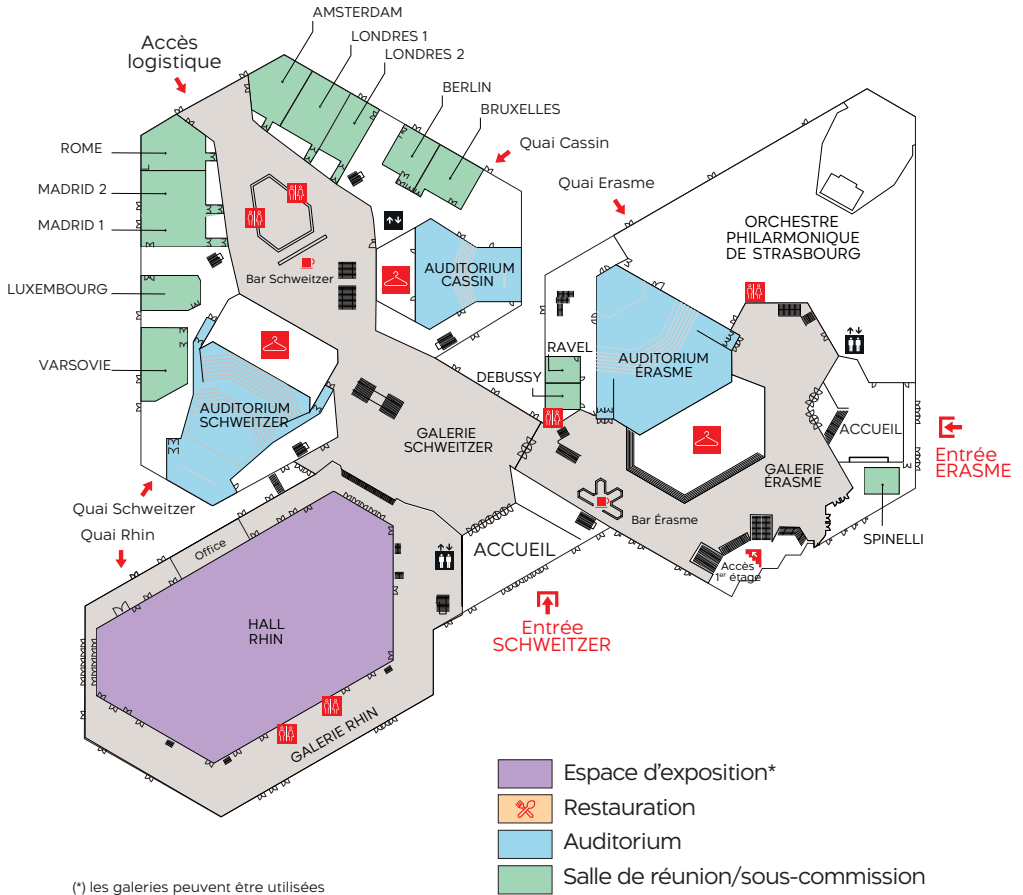 AMSTERDAM
LONDRES 1
LONDRES 2
Accès
logistique
BERLIN
BRUXELLES
Quai Cassin
ROME
Quai Erasme
MADRID 2
MADRID 1
ORCHESTRE
PHILARMONIQUE
DE STRASBOURG
Bar Schweitzer
AUDITORIUM
CASSIN
LUXEMBOURG
RAVEL
AUDITORIUM
ÉRASME
VARSOVIE
DEBUSSY
AUDITORIUM
SCHWEITZER
GALERIE
SCHWEITZER
ACCUEIL
Entrée
ERASME
GALERIE
ÉRASME
Quai Schweitzer
Quai Rhin
Bar Érasme
SPINELLI
Office
ACCUEIL
Accès
1er étage
HALL
RHIN
Entrée
SCHWEITZER
GALERIE RHIN
Espace d'exposition*
Restauration
Auditorium
Salle de réunion/sous-commission
(*) les galeries peuvent être utilisées